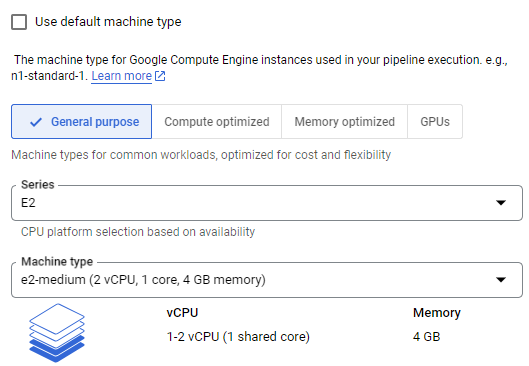 Use default machine type
The machine type for Google Compute Engine instances used in your pipeline execution. e.g.,
n1-standard-1. Learn more
General purpose Compute optimized Memory optimized GPUs
Machine types for common workloads, optimized for cost and flexibility
Series
E2
CPU platform selection based on availability
Machine type
e2-medium (2 vCPU, 1 core, 4 GB memory)
vCPU Memory
1-2 vCPU (1 shared core) 4 GB